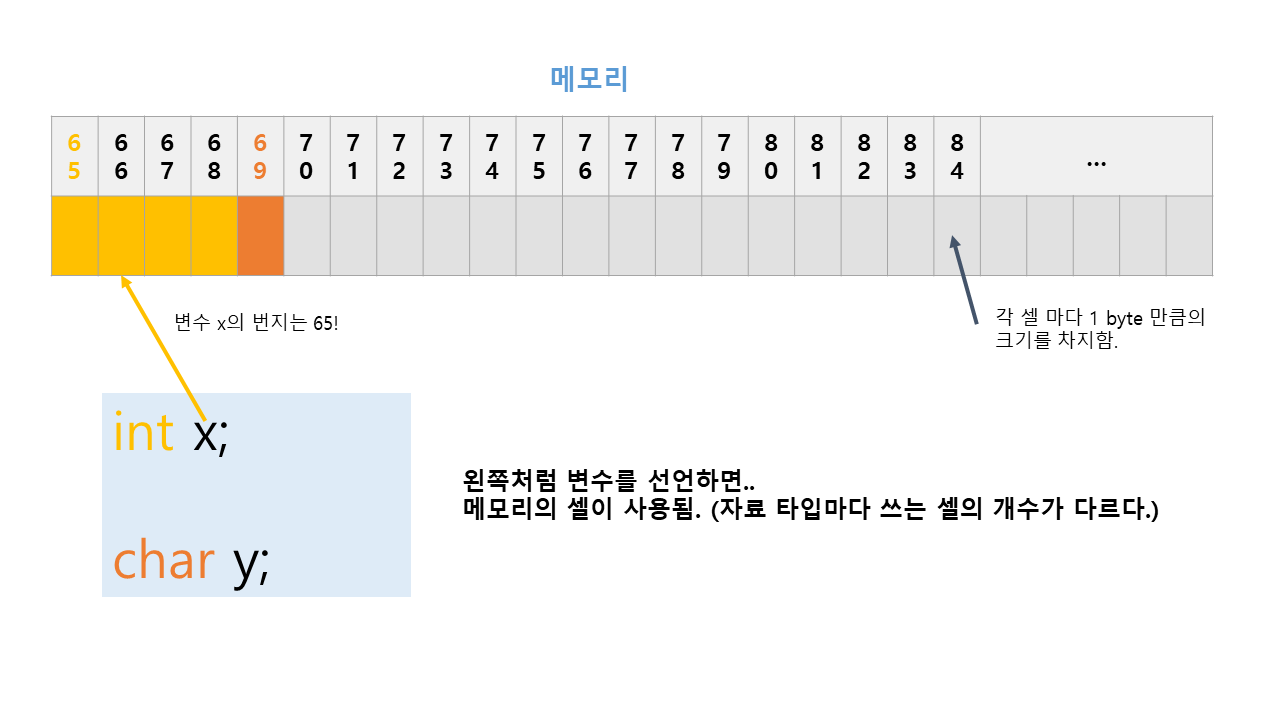 메모리
65 66 67 68 69 70 71 72 73 74 75 76 77 78 79 80 81 82 83 84 ...
변수 x의 번지는 65!
각 셀 마다 1 byte 만큼의
크기를 차지함.
int x;
char y;
왼쪽처럼 변수를 선언하면..
메모리의 셀이 사용됨. (자료 타입마다 쓰는 셀의 개수가 다르다.)